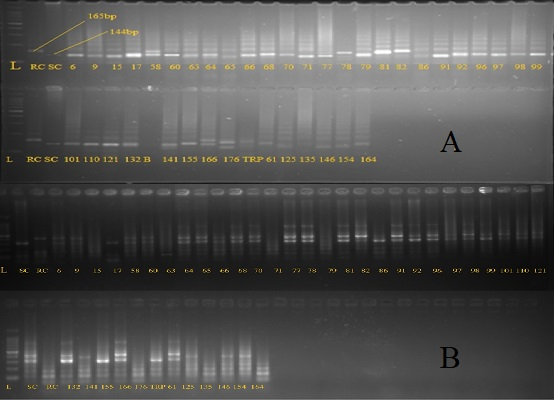 165bp
144bp
L RC SC 6 9 15 17 58 60 63 64 65 66 68 70 71 77 78 79 81 82 86 91 92 96 97 98 99
A
L RC SC 101 110 121 132 B 141 155 166 176 TRP 61 125 135 146 154 164
L SC RC 6 9 15 17 58 60 63 64 65 66 68 70 71 77 78 79 81 82 86 91 92 96 97 98 99 101 110 121
B
L SC RC 132 141 155 166 176 TRP 61 125 135 146 154 164